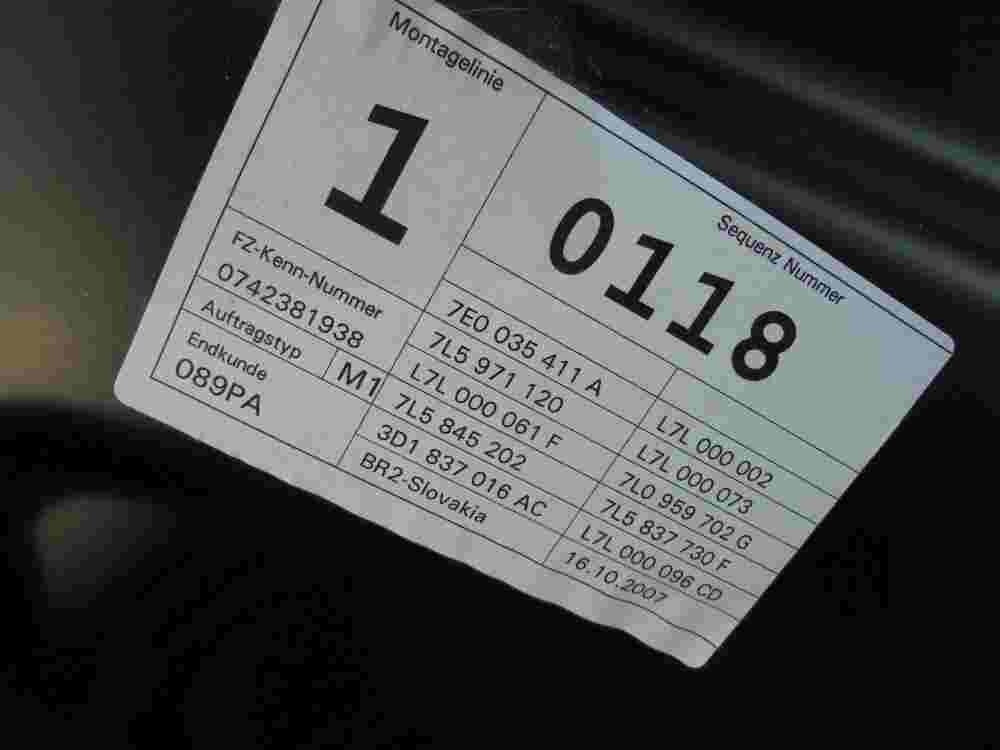 Montagelinie
1
Sequenz Nummer
0118
FZ-Kenn-Nummer
0742381938
Auftragstyp M1
Endkunde
089PA
7E0 035 411 A
7L5 971 120
L7L 000 061 F
7L5 845 202
3D1 837 016 AC
BR2-Slovakia
L7L 000 002
L7L 000 073
7L0 959 702 G
7L5 837 730 F
L7L 000 096 CD
16.10.2007